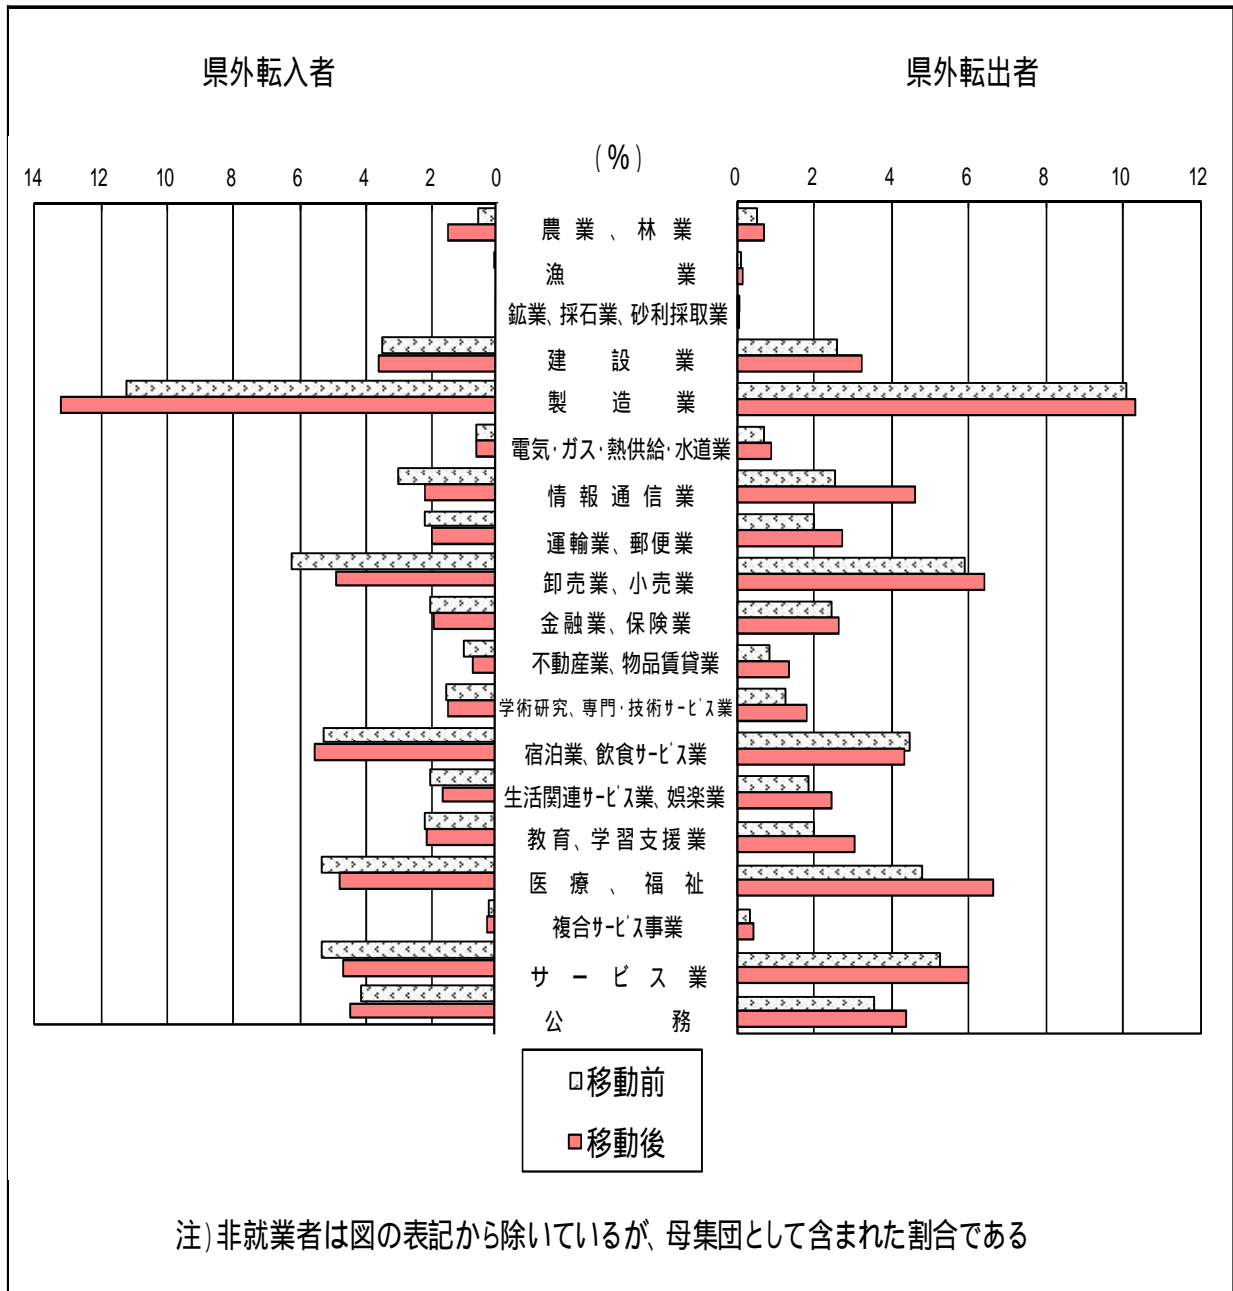 県外転入者
県外転出者
(%)
14 12 10 8 6 4 2 0
0 2 4 6 8 10 12
農業、林業
漁業
鉱業、採石業、砂利採取業
建設業
製造業
電気・ガス・熱供給・水道業
情報通信業
運輸業、郵便業
卸売業、小売業
金融業、保険業
不動産業、物品賃貸業
学術研究、専門・技術ｻｰﾋﾞｽ業
宿泊業、飲食ｻｰﾋﾞｽ業
生活関連ｻｰﾋﾞｽ業、娯楽業
教育、学習支援業
医療、福祉
複合ｻｰﾋﾞｽ事業
サービス業
公務
移動前
移動後
注)非就業者は図の表記から除いているが、母集団として含まれた割合である